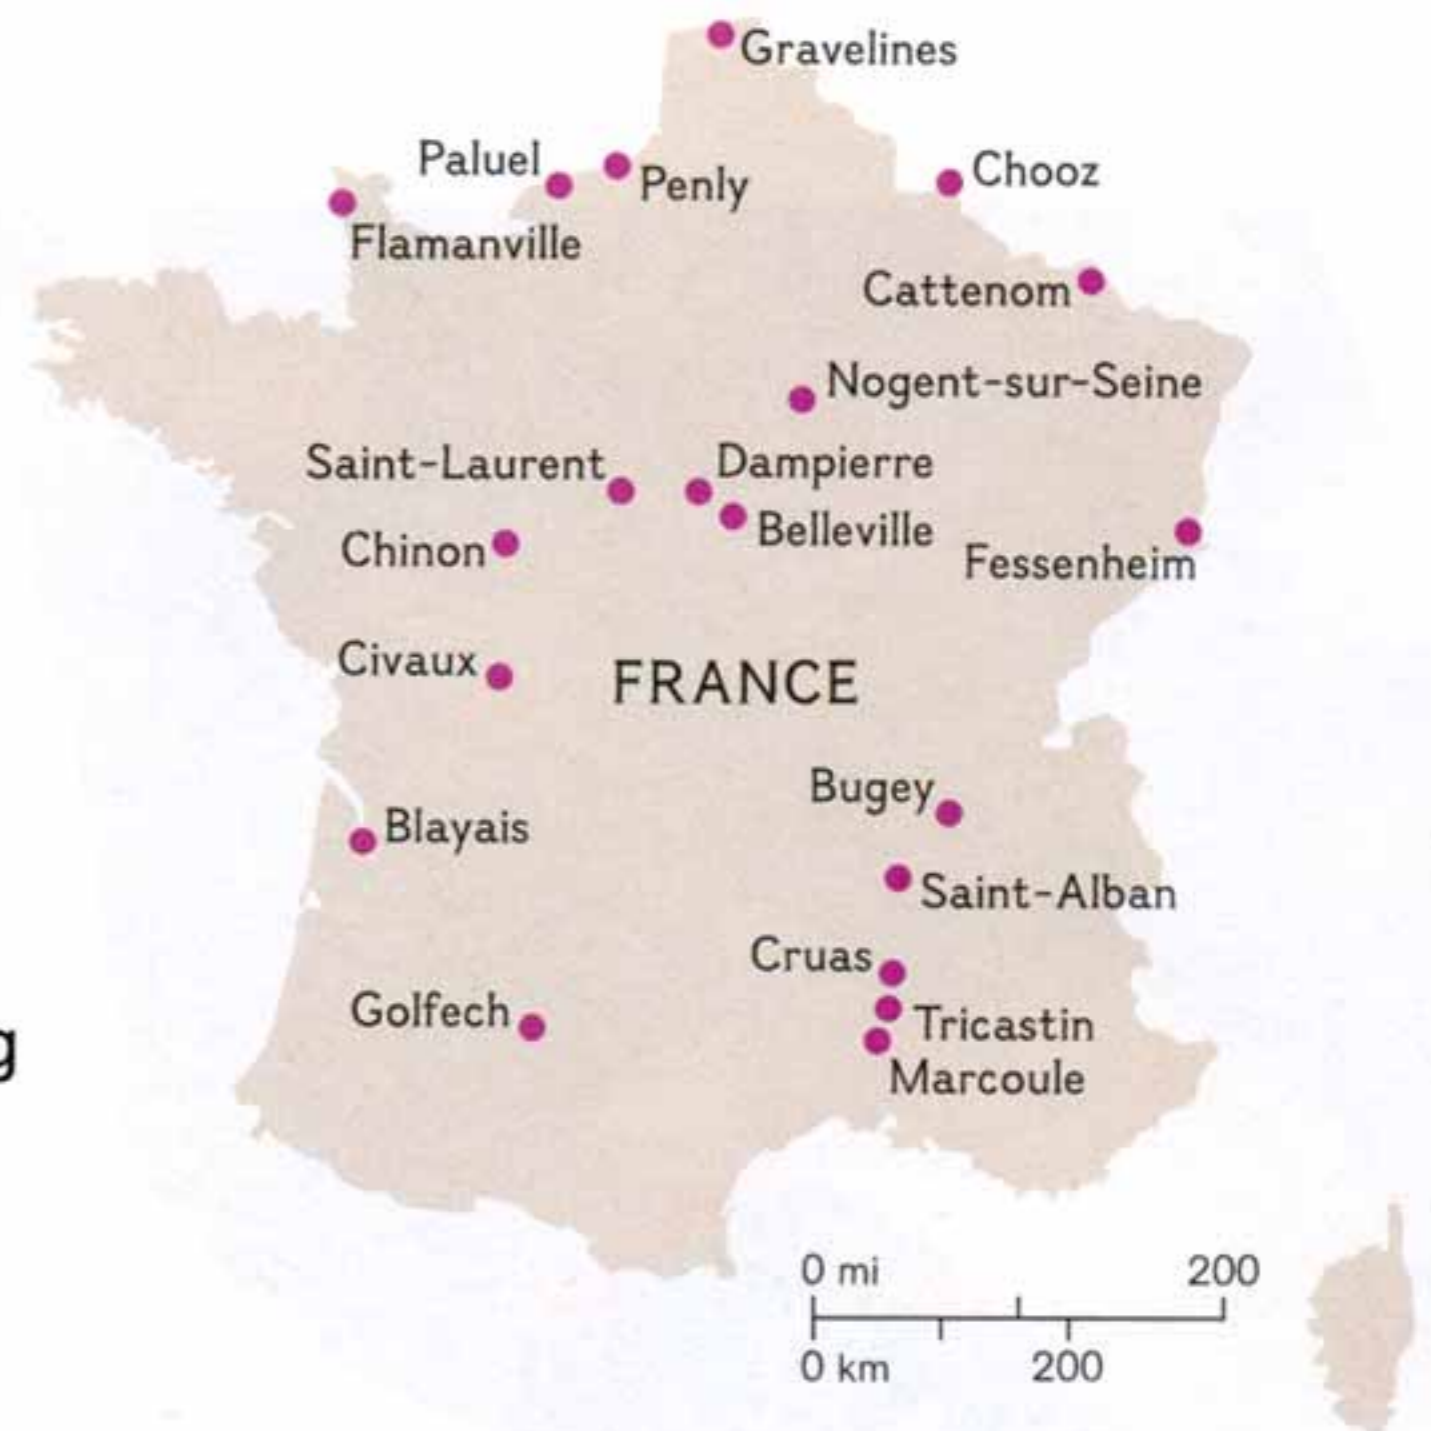 Gravelines
Paluel
Penly
Chooz
Flamanville
Cattenom
Nogent-sur-Seine
Saint-Laurent
Dampierre
Belleville
Chinon
Fessenheim
Civaux
FRANCE
Bugey
Blayais
Saint-Alban
Cruas
Golfech
Tricastin
g
Marcoule
0 mi 200
0 km 200